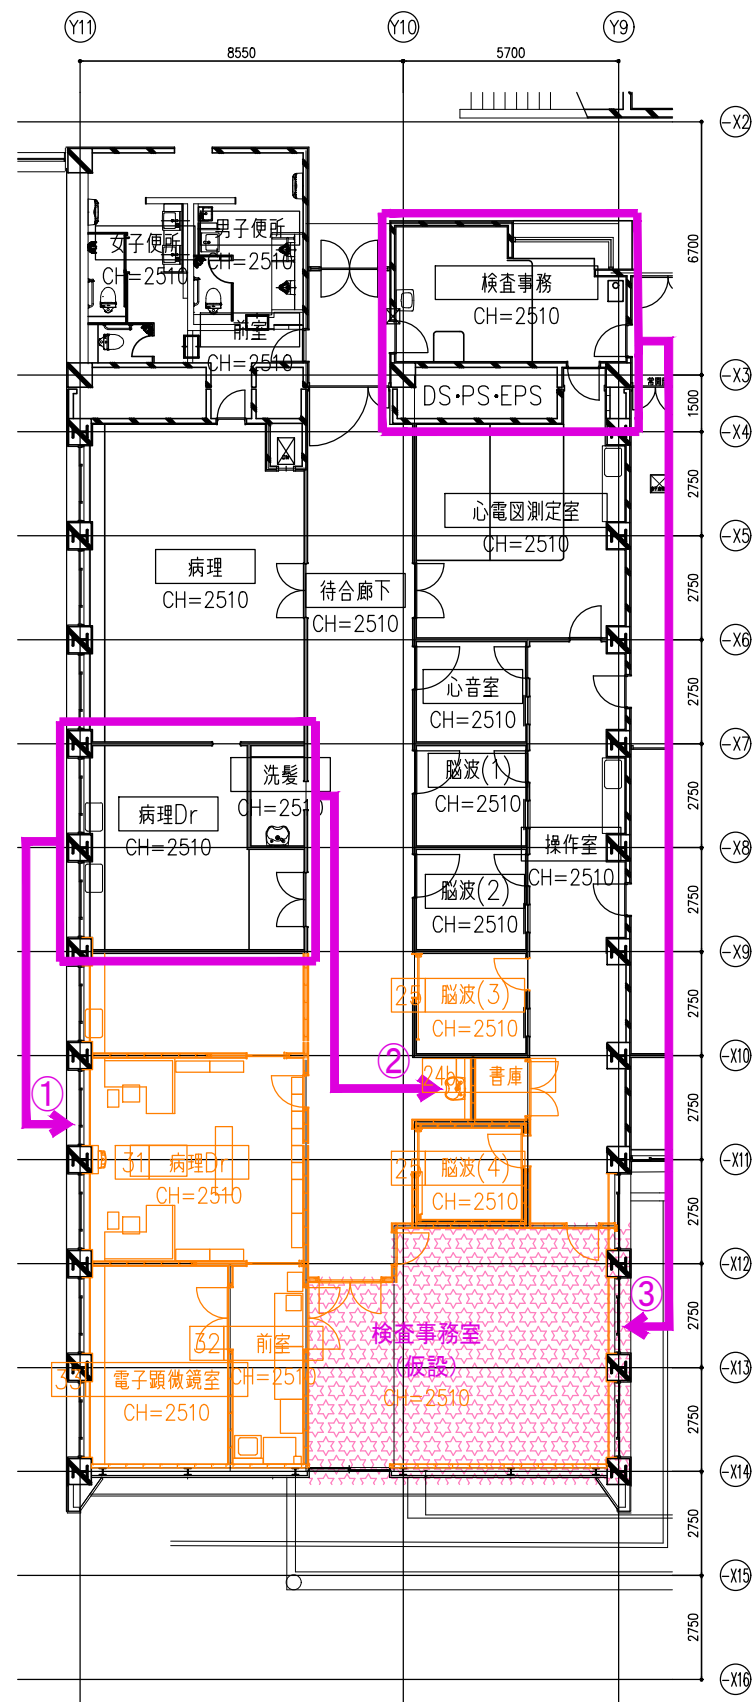 Y11
Y10
Y9
8550
5700
-X2
6700
女子便所
CH=2510
男子便所
CH=2510
検査事務
CH=2510
前室
CH=2510
-X3
DS・PS・EPS
1500
-X4
2750
心電図測定室
CH=2510
-X5
病理
CH=2510
待合廊下
CH=2510
2750
-X6
心音室
CH=2510
2750
-X7
洗髪
CH=2510
脳波(1)
CH=2510
2750
病理Dr
CH=2510
操作室
CH=2510
-X8
脳波(2)
CH=2510
2750
-X9
脳波(3)
CH=2510
2750
-X10
①
②
書庫
2750
-X11
31
病理Dr
CH=2510
脳波(4)
CH=2510
2750
-X12
③
2750
32
前室
CH=2510
検査事務室
(仮設)
CH=2510
-X13
33
電子顕微鏡室
CH=2510
2750
-X14
2750
-X15
2750
-X16